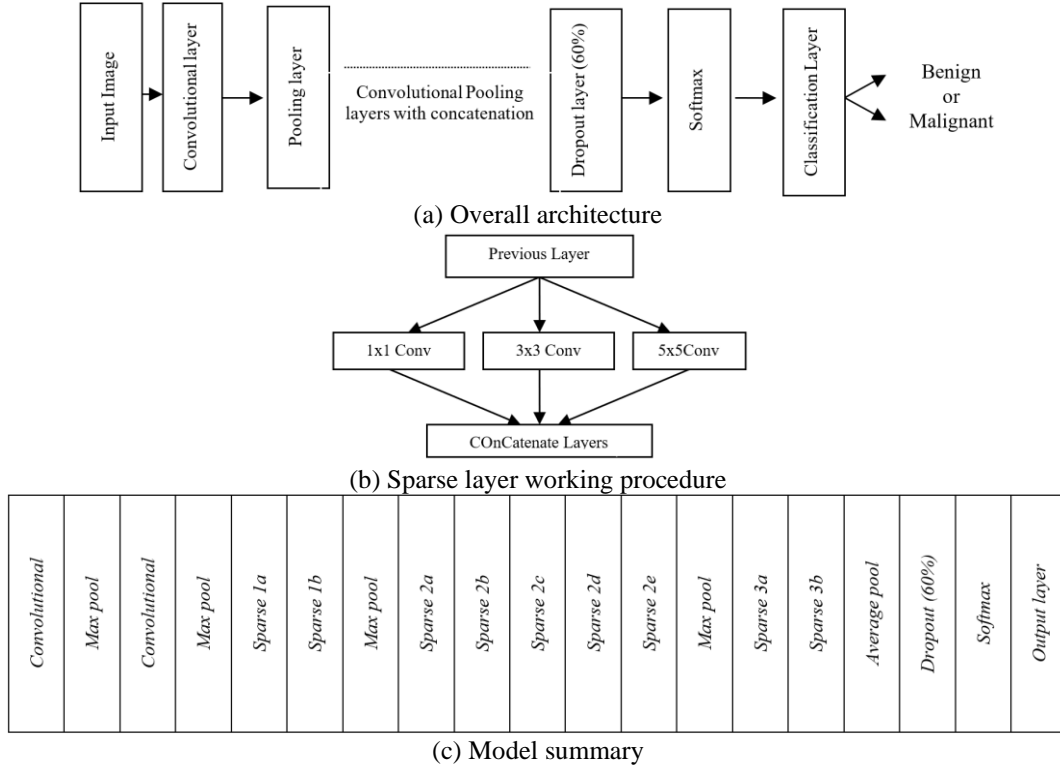 Input Image
Convolutional layer
Pooling layer
Convolutional Pooling
layers with concatenation
Dropout layer (60%)
Softmax
Classification Layer
Benign
or
Malignant
(a) Overall architecture
Previous Layer
1x1 Conv
3x3 Conv
5x5Conv
COnCatenate Layers
(b) Sparse layer working procedure
Convolutional
Max pool
Convolutional
Max pool
Sparse 1a
Sparse 1b
Max pool
Sparse 2a
Sparse 2b
Sparse 2c
Sparse 2d
Sparse 2e
Max pool
Sparse 3a
Sparse 3b
Average pool
Dropout (60%)
Softmax
Output layer
(c) Model summary